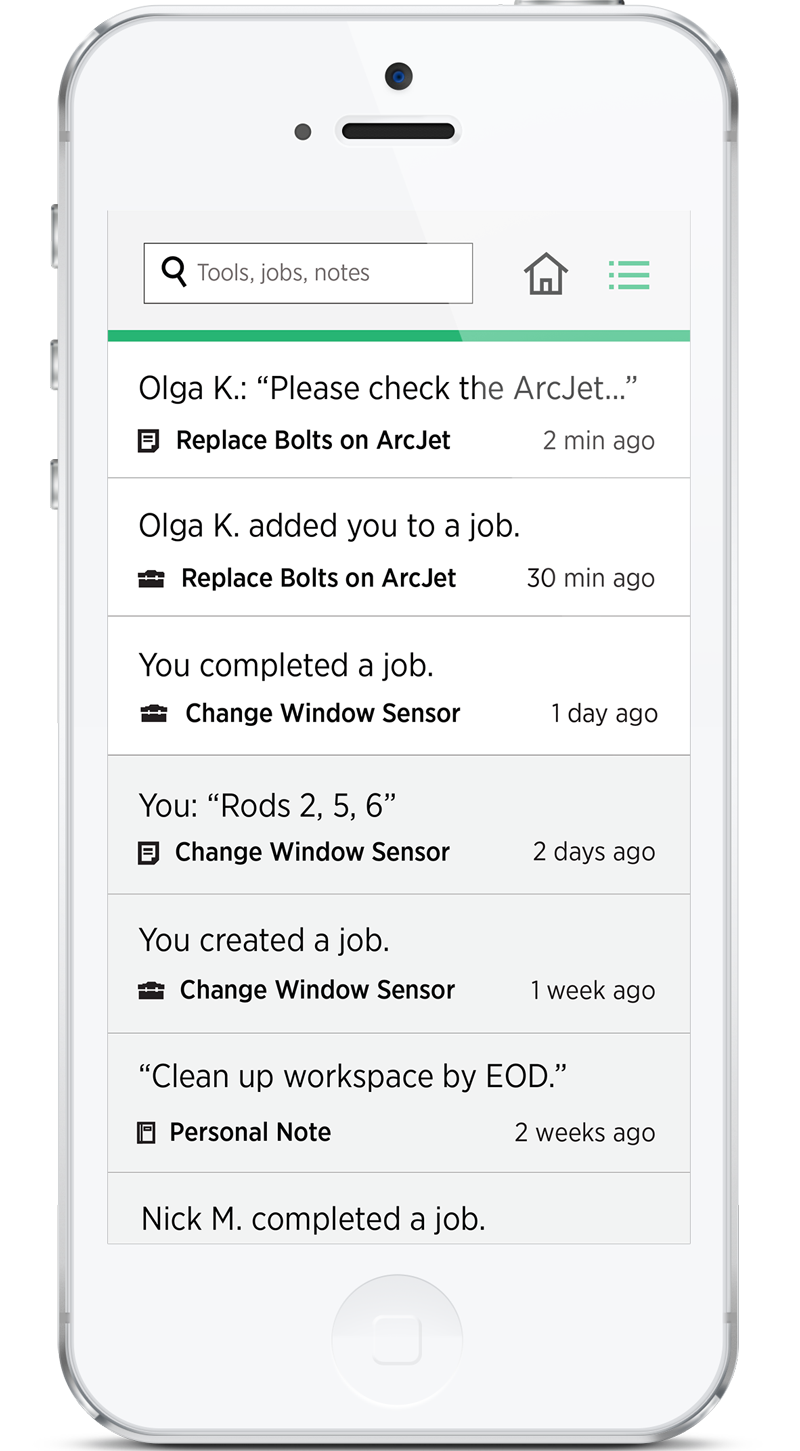 Tools, jobs, notes
Olga K.: “Please check the ArcJet...”
Replace Bolts on ArcJet 2 min ago
Olga K. added you to a job.
Replace Bolts on ArcJet 30 min ago
You completed a job.
Change Window Sensor 1 day ago
You: “Rods 2, 5, 6”
Change Window Sensor 2 days ago
You created a job.
Change Window Sensor 1 week ago
“Clean up workspace by EOD.”
Personal Note 2 weeks ago
Nick M. completed a job.